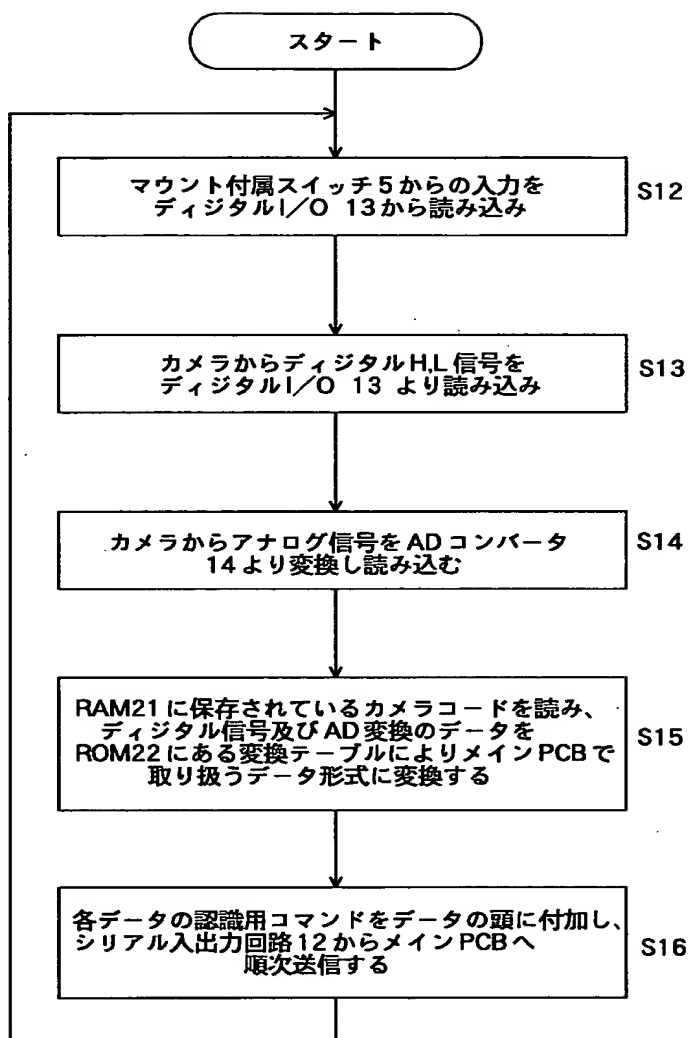 スタート
マウント付属スイッチ5からの入力を
ディジタルI/O 13から読み込み
S12
カメラからディジタルH,L信号を
ディジタルI/O 13 より読み込み
S13
カメラからアナログ信号をADコンバータ
14より変換し読み込む
S14
RAM21に保存されているカメラコードを読み、
ディジタル信号及びAD変換のデータを
ROM22にある変換テーブルによりメインPCBで
取り扱うデータ形式に変換する
S15
各データの認識用コマンドをデータの頭に付加し、
シリアル入出力回路12からメインPCBへ
順次送信する
S16